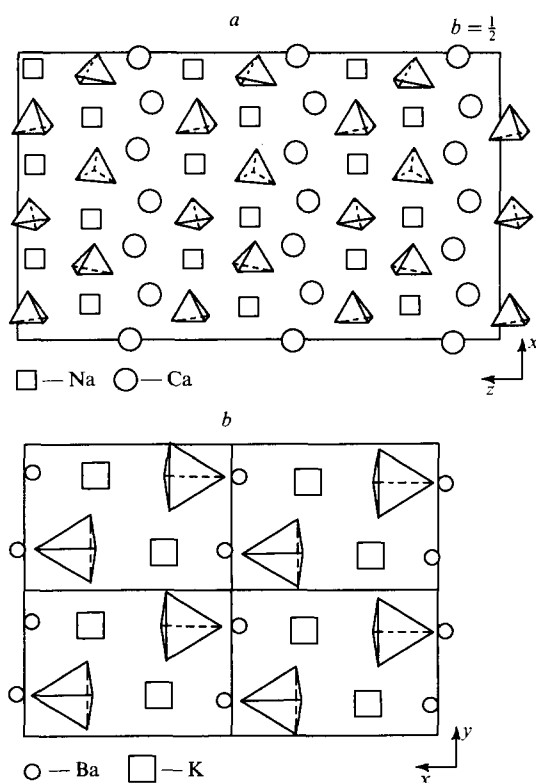 a
b = 1/2
x
z
□ — Na ○ — Ca
b
y
x
○ — Ba □ — K